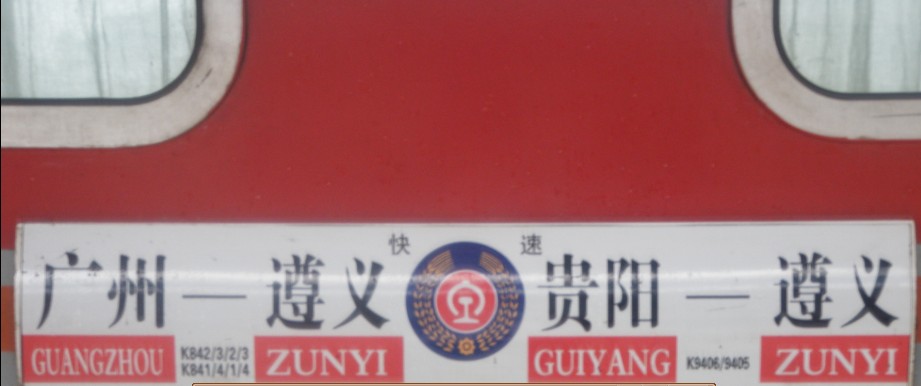 快 速
广州 — 遵义 贵阳 — 遵义
GUANGZHOU K842/3/2/3 ZUNYI GUIYANG K9406/9405 ZUNYI
K841/4/1/4